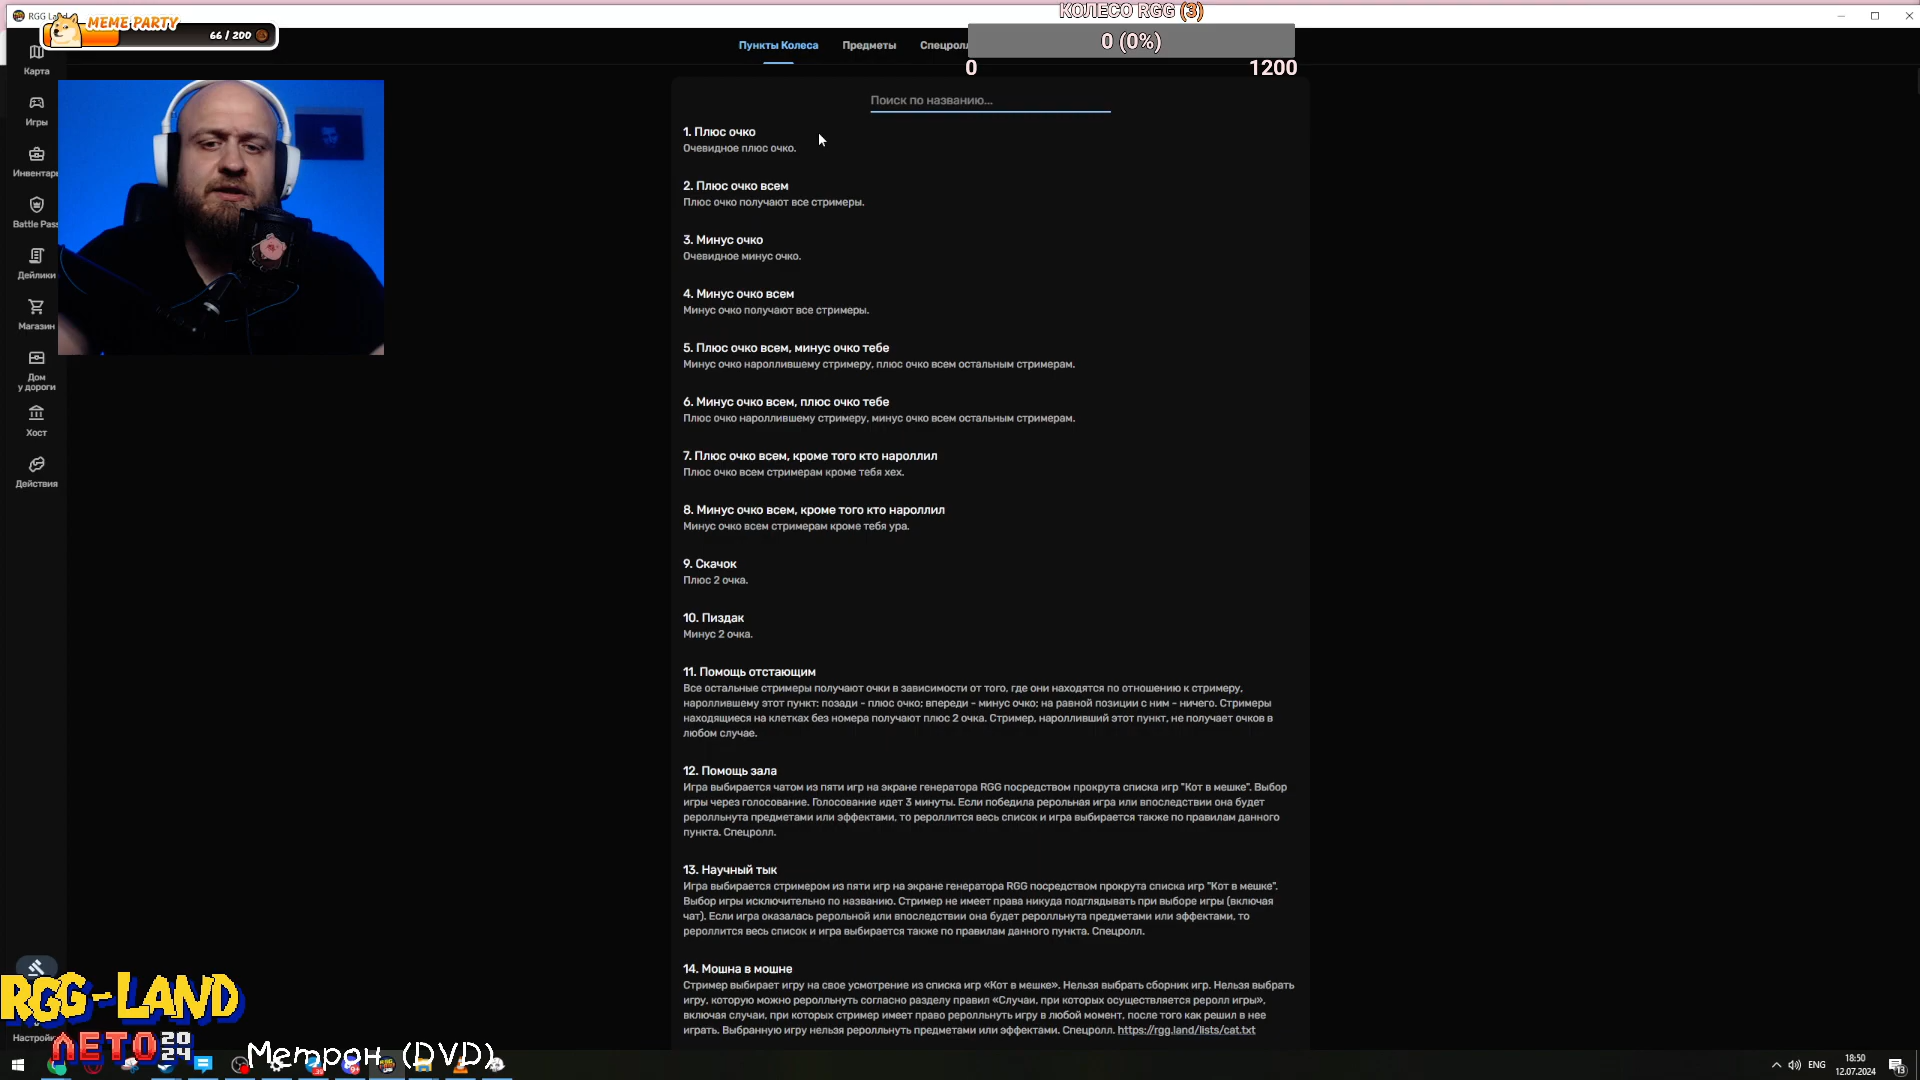 RGG Land
MEME PARTY
66 / 200
КОЛЕСО RGG (3)
0 (0%)
0
1200
Пункты Колеса
Предметы
Спецролл
Карта
Игры
Инвентарь
Battle Pass
Дейлики
Магазин
Дом
у дороги
Хост
Действия
Поиск по названию...
1. Плюс очко
Очевидное плюс очко.
2. Плюс очко всем
Плюс очко получают все стримеры.
3. Минус очко
Очевидное минус очко.
4. Минус очко всем
Минус очко получают все стримеры.
5. Плюс очко всем, минус очко тебе
Минус очко нароллившему стримеру, плюс очко всем остальным стримерам.
6. Минус очко всем, плюс очко тебе
Плюс очко нароллившему стримеру, минус очко всем остальным стримерам.
7. Плюс очко всем, кроме того кто нароллил
Плюс очко всем стримерам кроме тебя хех.
8. Минус очко всем, кроме того кто нароллил
Минус очко всем стримерам кроме тебя ура.
9. Скачок
Плюс 2 очка.
10. Пиздак
Минус 2 очка.
11. Помощь отстающим
Все остальные стримеры получают очки в зависимости от того, где они находятся по отношению к стримеру,
нароллившему этот пункт: позади - плюс очко; впереди - минус очко; на равной позиции с ним - ничего. Стримеры
находящиеся на клетках без номера получают плюс 2 очка. Стример, наролливший этот пункт, не получает очков в
любом случае.
12. Помощь зала
Игра выбирается чатом из пяти игр на экране генератора RGG посредством прокрута списка игр "Кот в мешке". Выбор
игры через голосование. Голосование идет 3 минуты. Если победила рерольная игра или впоследствии она будет
рерольнута предметами или эффектами, то рероллится весь список и игра выбирается также по правилам данного
пункта. Спецролл.
13. Научный тык
Игра выбирается стримером из пяти игр на экране генератора RGG посредством прокрута списка игр "Кот в мешке".
Выбор игры исключительно по названию. Стример не имеет права никуда подглядывать при выборе игры (включая
чат). Если игра оказалась рерольной или впоследствии она будет рерольнута предметами или эффектами, то
рероллится весь список и игра выбирается также по правилам данного пункта. Спецролл.
14. Мошна в мошне
Стример выбирает игру на свое усмотрение из списка игр «Кот в мешке». Нельзя выбрать сборник игр. Нельзя выбрать
игру, которую можно рерольнуть согласно разделу правил «Случаи, при которых осуществляется реролл игры»,
включая случаи, при которых стример имеет право рерольнуть игру в любой момент, после того как решил в нее
играть. Выбранную игру нельзя рерольнуть предметами или эффектами. Спецролл. https://rgg.land/lists/cat.txt
RGG-LAND
Настройки
ЛЕТО 2024
Метрон (DVD)
ENG
18:50
12.07.2024
13